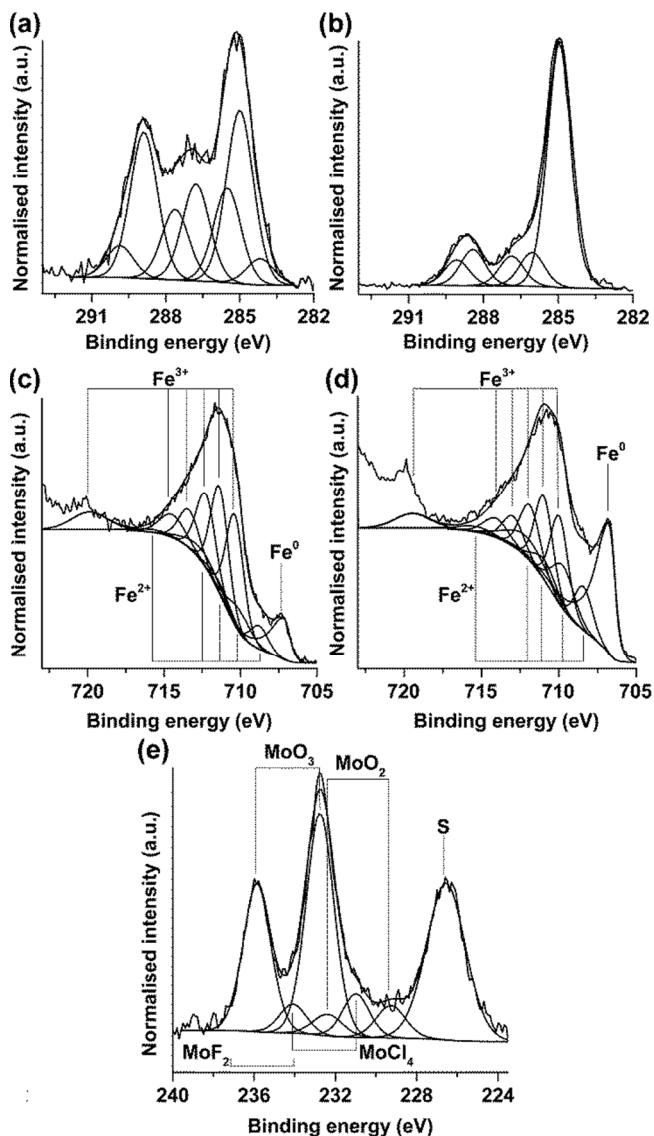 (a)
(b)
Normalised intensity (a.u.)
Normalised intensity (a.u.)
291 288 285 282
291 288 285 282
Binding energy (eV)
Binding energy (eV)
(c)
(d)
Fe³⁺
Fe³⁺
Fe⁰
Fe⁰
Fe²⁺
Fe²⁺
Normalised intensity (a.u.)
Normalised intensity (a.u.)
720 715 710 705
720 715 710 705
Binding energy (eV)
Binding energy (eV)
(e)
MoO₃
MoO₂
S
Normalised intensity (a.u.)
MoF₂
MoCl₄
240 236 232 228 224
Binding energy (eV)